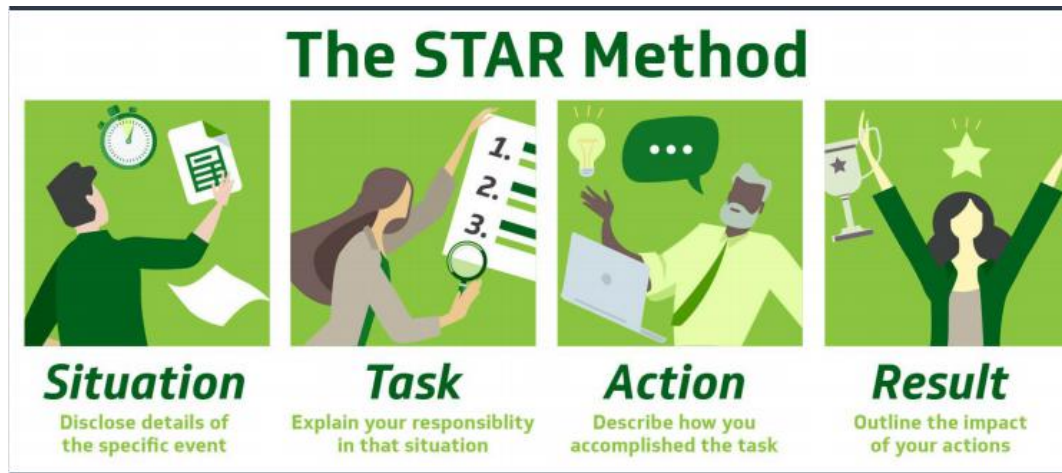 The STAR Method
1.
2.
3.
Situation
Disclose details of
the specific event
Task
Explain your responsiblity
in that situation
Action
Describe how you
accomplished the task
Result
Outline the impact
of your actions